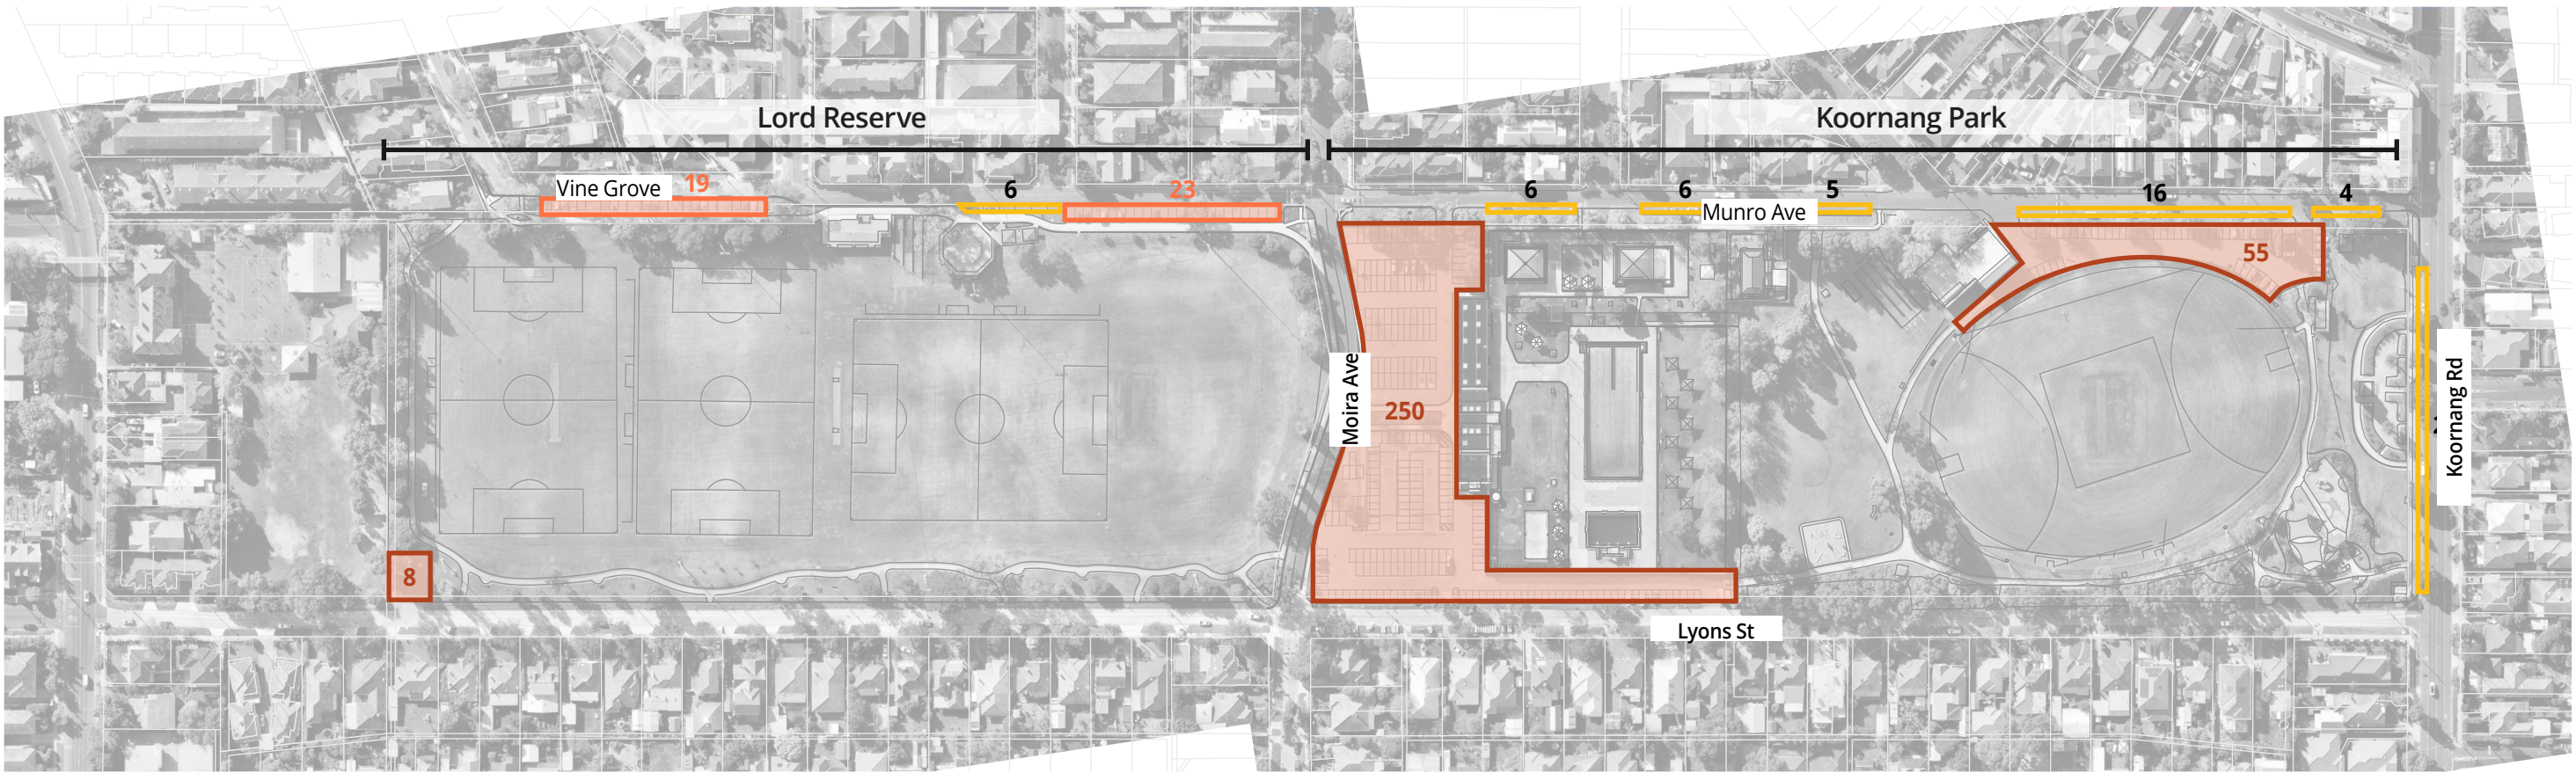 Lord Reserve
Koornang Park
Vine Grove
19
6
23
6
6
5
Munro Ave
16
4
55
Moira Ave
250
Koornang Rd
8
Lyons St